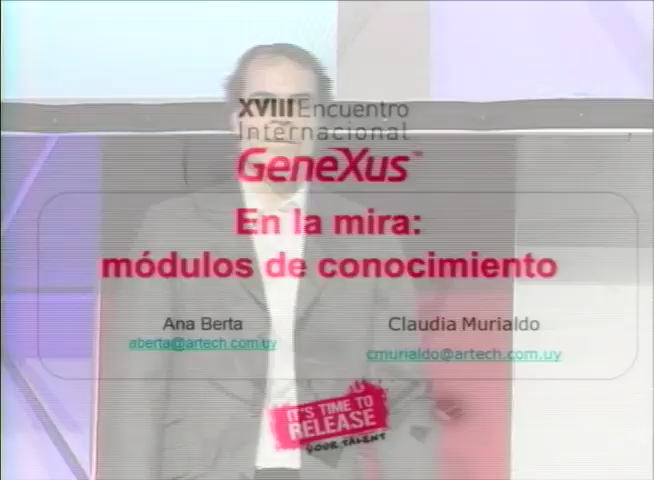 XVIII Encuentro
Internacional
GeneXus™
En la mira:
módulos de conocimiento
Ana Berta
aberta@artech.com.uy
Claudia Murialdo
cmurialdo@artech.com.uy
IT'S TIME TO
RELEASE
YOUR TALENT